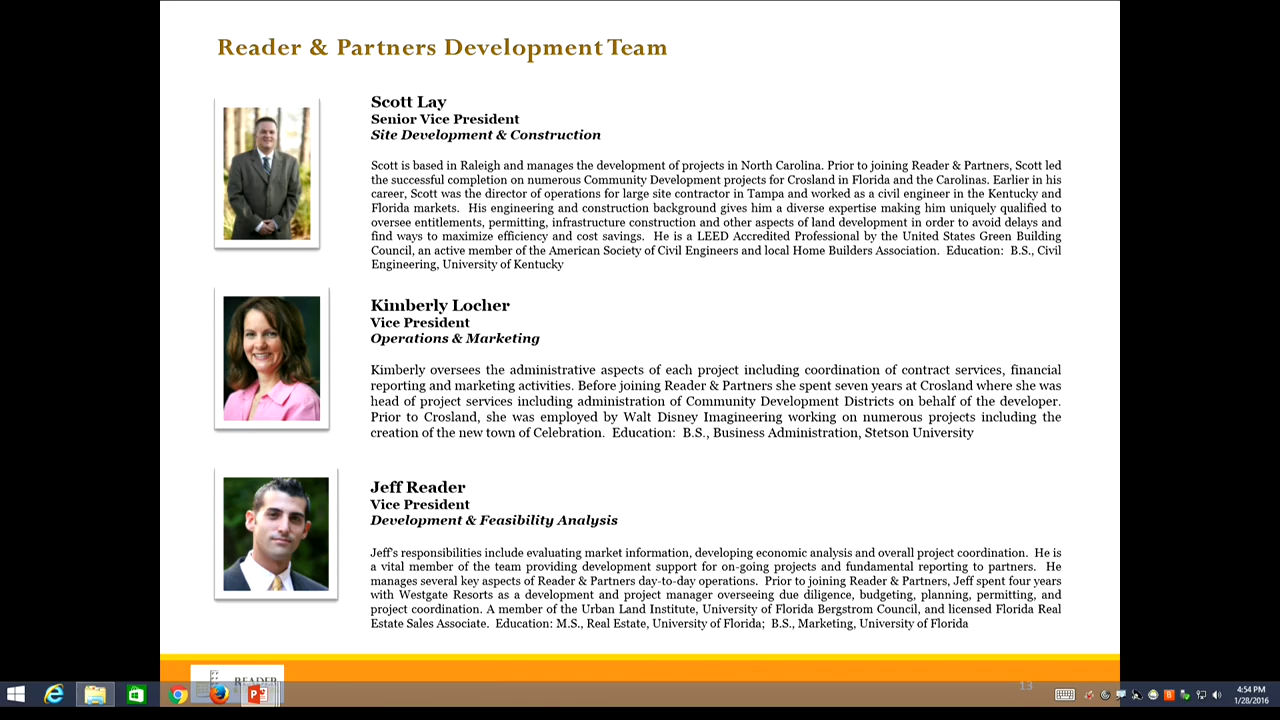 Reader & Partners Development Team
Scott Lay
Senior Vice President
Site Development & Construction
Scott is based in Raleigh and manages the development of projects in North Carolina. Prior to joining Reader & Partners, Scott led
the successful completion on numerous Community Development projects for Crosland in Florida and the Carolinas. Earlier in his
career, Scott was the director of operations for large site contractor in Tampa and worked as a civil engineer in the Kentucky and
Florida markets. His engineering and construction background gives him a diverse expertise making him uniquely qualified to
oversee entitlements, permitting, infrastructure construction and other aspects of land development in order to avoid delays and
find ways to maximize efficiency and cost savings. He is a LEED Accredited Professional by the United States Green Building
Council, an active member of the American Society of Civil Engineers and local Home Builders Association. Education: B.S., Civil
Engineering, University of Kentucky
Kimberly Locher
Vice President
Operations & Marketing
Kimberly oversees the administrative aspects of each project including coordination of contract services, financial
reporting and marketing activities. Before joining Reader & Partners she spent seven years at Crosland where she was
head of project services including administration of Community Development Districts on behalf of the developer.
Prior to Crosland, she was employed by Walt Disney Imagineering working on numerous projects including the
creation of the new town of Celebration. Education: B.S., Business Administration, Stetson University
Jeff Reader
Vice President
Development & Feasibility Analysis
Jeff's responsibilities include evaluating market information, developing economic analysis and overall project coordination. He is
a vital member of the team providing development support for on-going projects and fundamental reporting to partners. He
manages several key aspects of Reader & Partners day-to-day operations. Prior to joining Reader & Partners, Jeff spent four years
with Westgate Resorts as a development and project manager overseeing due diligence, budgeting, planning, permitting, and
project coordination. A member of the Urban Land Institute, University of Florida Bergstrom Council, and licensed Florida Real
Estate Sales Associate. Education: M.S., Real Estate, University of Florida; B.S., Marketing, University of Florida
READER
13
4:54 PM
1/28/2016